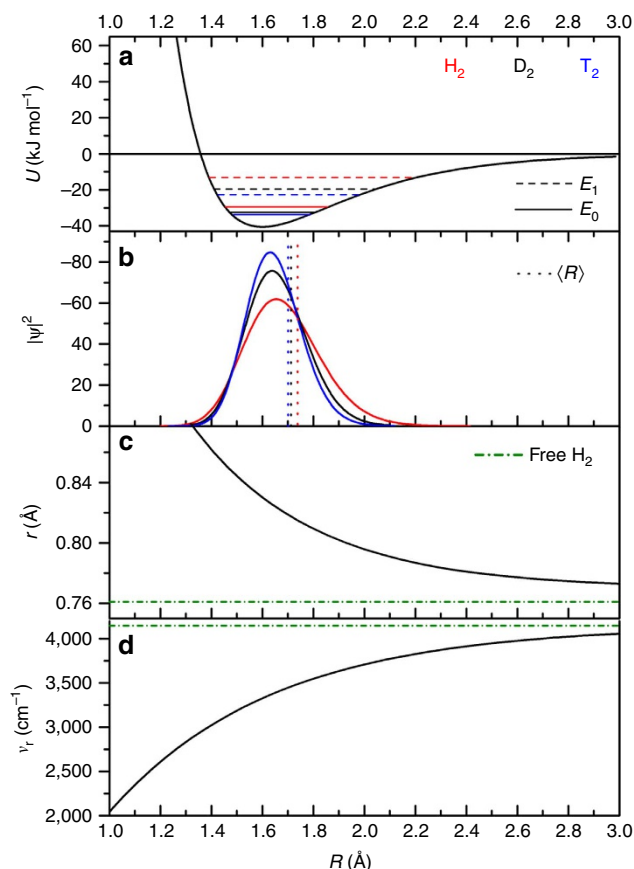 1.0 1.2 1.4 1.6 1.8 2.0 2.2 2.4 2.6 2.8 3.0
a
H₂ D₂ T₂
60
40
20
0
–20
–40
U (kJ mol⁻¹)
E₁
E₀
b
⟨R⟩
–80
–60
40
20
0
|ψ|²
c
Free H₂
0.84
0.80
0.76
r (Å)
d
4,000
3,500
3,000
2,500
2,000
νᵣ (cm⁻¹)
1.0 1.2 1.4 1.6 1.8 2.0 2.2 2.4 2.6 2.8 3.0
R (Å)